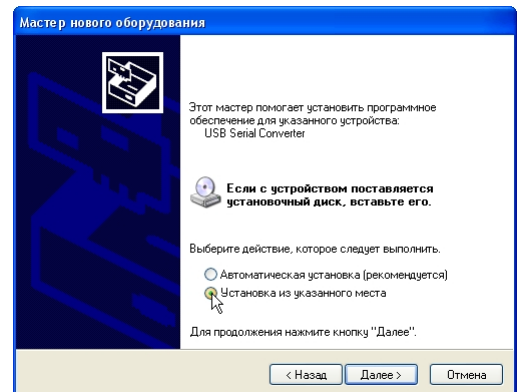 Мастер нового оборудования
Этот мастер помогает установить программное
обеспечение для указанного устройства:
USB Serial Converter
Если с устройством поставляется
установочный диск, вставьте его.
Выберите действие, которое следует выполнить.
Автоматическая установка (рекомендуется)
Установка из указанного места
Для продолжения нажмите кнопку "Далее".
< Назад
Далее >
Отмена